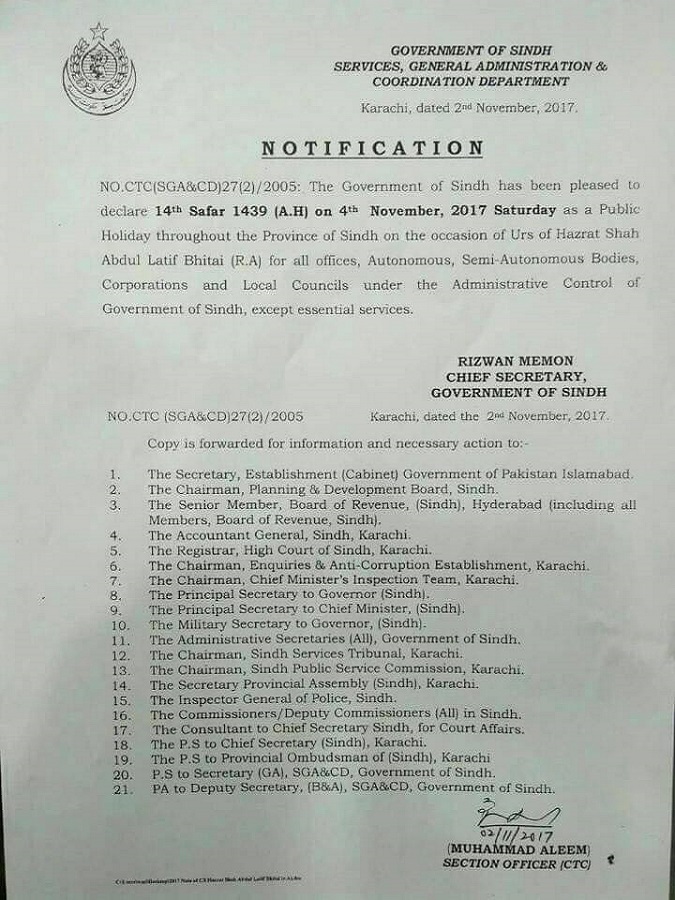 GOVERNMENT OF SINDH
SERVICES, GENERAL ADMINISTRATION &
COORDINATION DEPARTMENT
Karachi, dated 2nd November, 2017.
NOTIFICATION
NO.CTC(SGA&CD)27(2)/2005: The Government of Sindh has been pleased to
declare 14th Safar 1439 (A.H) on 4th November, 2017 Saturday as a Public
Holiday throughout the Province of Sindh on the occasion of Urs of Hazrat Shah
Abdul Latif Bhitai (R.A) for all offices, Autonomous, Semi-Autonomous Bodies,
Corporations and Local Councils under the Administrative Control of
Government of Sindh, except essential services.
RIZWAN MEMON
CHIEF SECRETARY,
GOVERNMENT OF SINDH
NO.CTC (SGA&CD)27(2)/2005 Karachi, dated the 2nd November, 2017.
Copy is forwarded for information and necessary action to:-
1. The Secretary, Establishment (Cabinet) Government of Pakistan Islamabad.
2. The Chairman, Planning & Development Board, Sindh.
3. The Senior Member, Board of Revenue, (Sindh), Hyderabad (including all
Members, Board of Revenue, Sindh).
4. The Accountant General, Sindh, Karachi.
5. The Registrar, High Court of Sindh, Karachi.
6. The Chairman, Enquiries & Anti-Corruption Establishment, Karachi.
7. The Chairman, Chief Minister's Inspection Team, Karachi.
8. The Principal Secretary to Governor (Sindh).
9. The Principal Secretary to Chief Minister, (Sindh).
10. The Military Secretary to Governor, (Sindh).
11. The Administrative Secretaries (All), Government of Sindh.
12. The Chairman, Sindh Services Tribunal, Karachi.
13. The Chairman, Sindh Public Service Commission, Karachi.
14. The Secretary Provincial Assembly (Sindh), Karachi.
15. The Inspector General of Police, Sindh.
16. The Commissioners/Deputy Commissioners (All) in Sindh.
17. The Consultant to Chief Secretary Sindh, for Court Affairs.
18. The P.S to Chief Secretary (Sindh), Karachi.
19. The P.S to Provincial Ombudsman of (Sindh), Karachi
20. P.S to Secretary (GA), SGA&CD, Government of Sindh.
21. PA to Deputy Secretary, (B&A), SGA&CD, Government of Sindh.
02/11/2017
(MUHAMMAD ALEEM)
SECTION OFFICER (CTC)